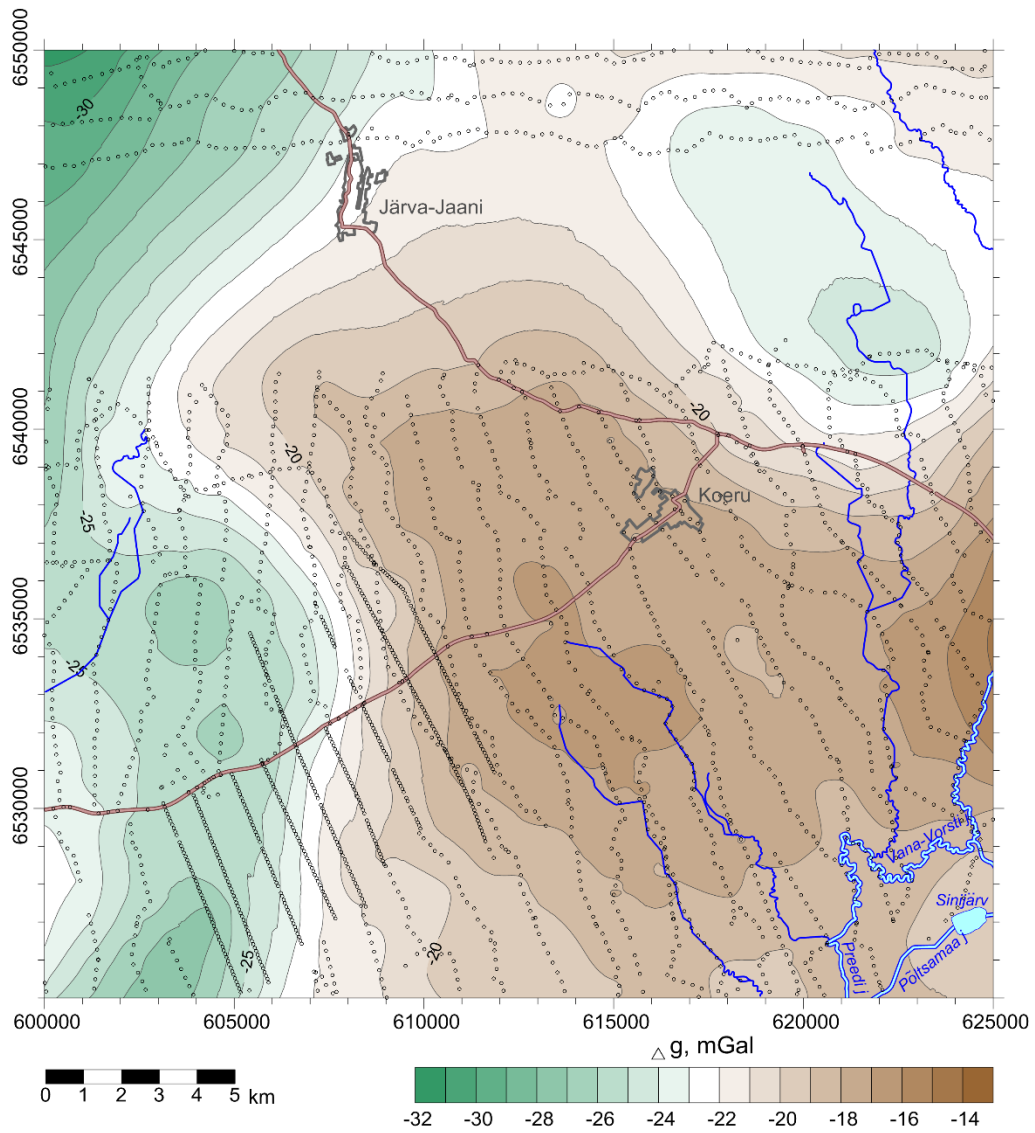 6550000
6545000
6540000
6535000
6530000
6525000
-30
Järva-Jaani
-20
-20
Koeru
-25
-25
-25
-20
Vana-Vorsti j
Sinijärv
Preedi j
Põltsamaa j
600000 605000 610000 615000 620000 625000
△ g, mGal
0 1 2 3 4 5 km
-32 -30 -28 -26 -24 -22 -20 -18 -16 -14